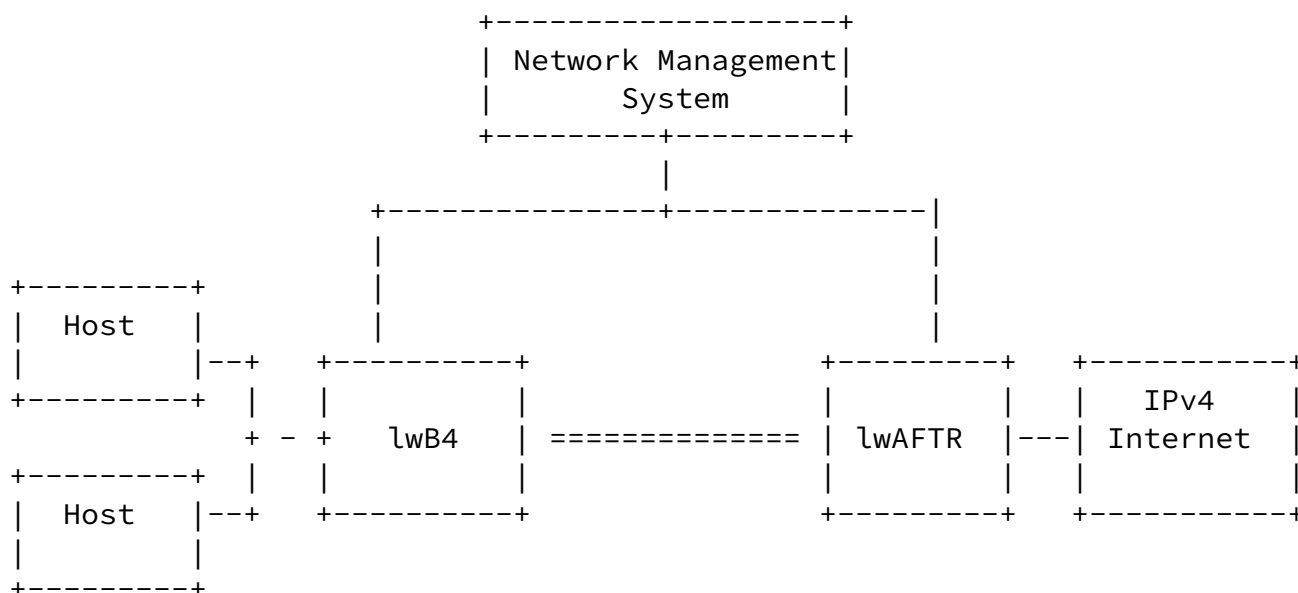 Network Management
System
Host
lwB4
lwAFTR
IPv4
Internet
Host